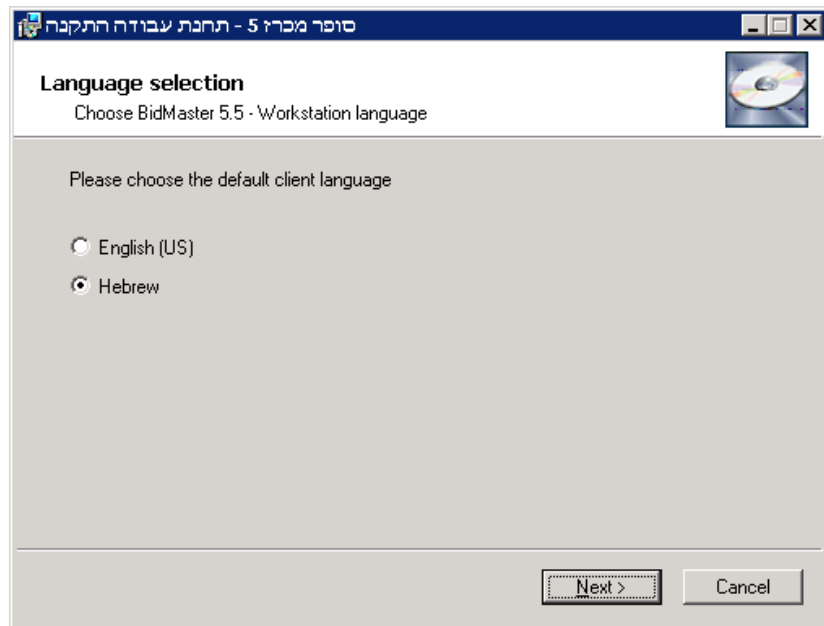 סופר מכרז 5 - תחנת עבודה התקנה
Language selection
Choose BidMaster 5.5 - Workstation language
Please choose the default client language
English (US)
Hebrew
Next >
Cancel